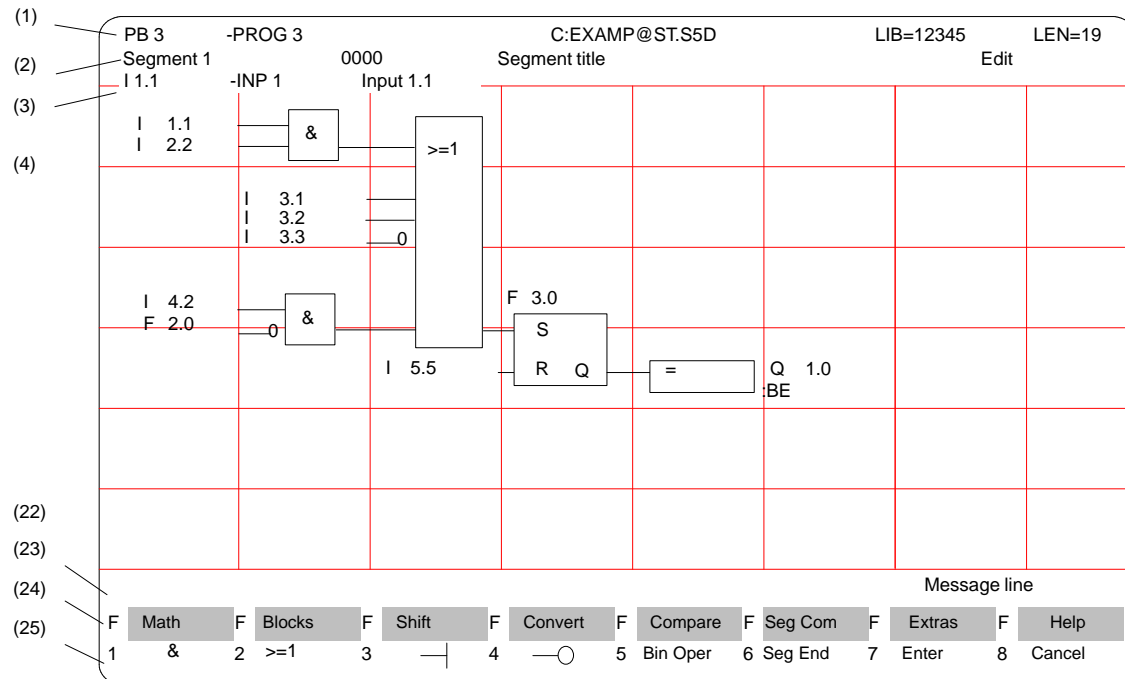 (1)
PB 3 -PROG 3 C:EXAMP@ST.S5D LIB=12345 LEN=19
(2)
Segment 1 0000 Segment title Edit
I 1.1 -INP 1 Input 1.1
(3)
I 1.1
&
I 2.2
>=1
(4)
I 3.1
I 3.2
I 3.3
0
I 4.2
F 3.0
F 2.0
0
&
S
I 5.5
R Q
=
Q 1.0
:BE
(22)
(23)
Message line
(24)
F Math F Blocks F Shift F Convert F Compare F Seg Com F Extras F Help
(25)
1 & 2 >=1 3 4 5 Bin Oper 6 Seg End 7 Enter 8 Cancel